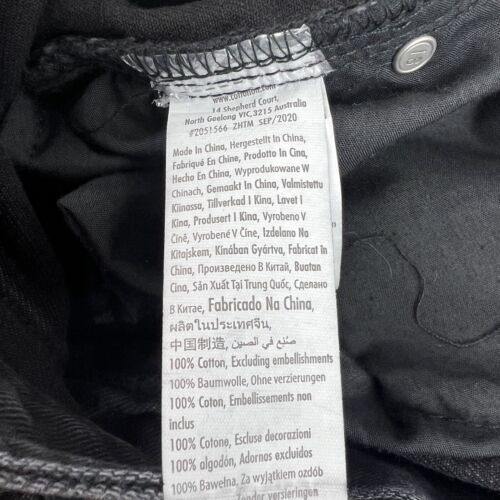 www.cottonon.com
14 Shepherd Court,
North Geelong VIC,3215 Australia
#2051566 ZHTM SEP/2020
Made In China, Hergestellt In China,
Fabriqué En Chine, Prodotto In Cina,
Hecho En China, Wyprodukowane W
Chinach, Gemaakt In China, Valmistettu
Kiinassa, Tillverkad I Kina, Lavet I
Kina, Produsert I Kina, Vyrobeno V
Číně, Vyrobené V Číne, Izdelano Na
Kitajskem, Kinában Gyártva, Fabricat în
China, Произведено В Китай, Buatan
Cina, Sản Xuất Tại Trung Quốc, Сделано
В Китае, Fabricado Na China,
ผลิตในประเทศจีน,
中国制造, صُنِع في الصين
100% Cotton, Excluding embellishments
100% Baumwolle, Ohne verzierungen
100% Coton, Embellissements non
inclus
100% Cotone, Escluse decorazioni
100% algodón, Agregados no
100% Bawełna, Za wyjątkiem ozdób
Zonder versieringen